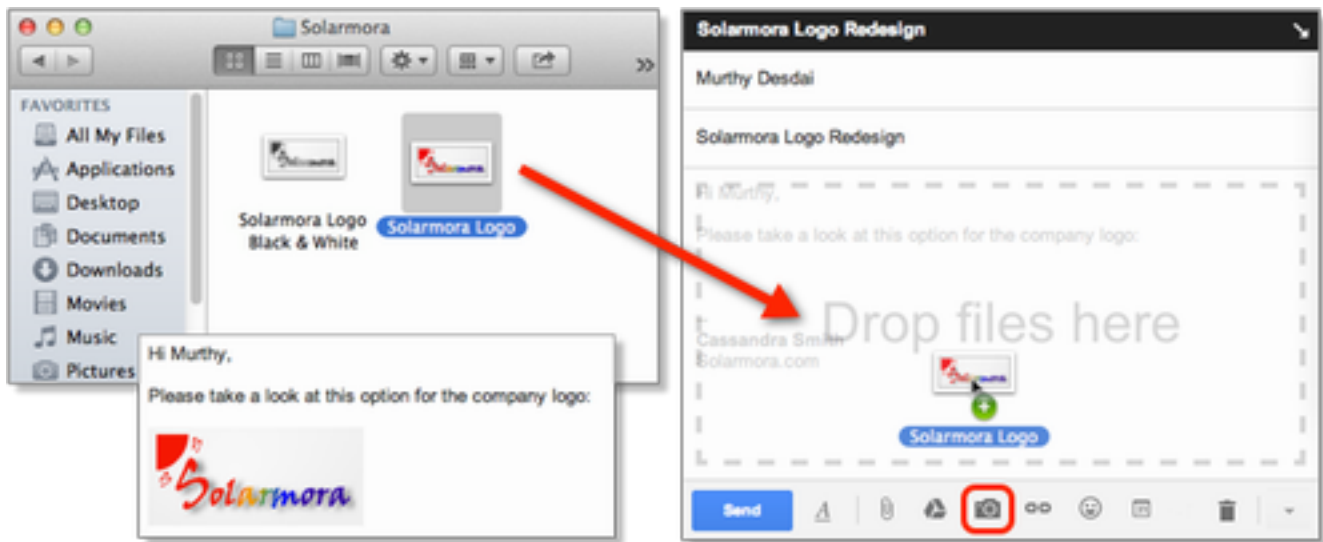 Solarmora
FAVORITES
All My Files
Applications
Desktop
Documents
Downloads
Movies
Music
Pictures
Solarmora
Solarmora Logo
Black & White
Solarmora
Solarmora Logo
Hi Murthy,
Please take a look at this option for the company logo:
Solarmora
Solarmora Logo Redesign
Murthy Desdai
Solarmora Logo Redesign
Hi Murthy,
Please take a look at this option for the company logo:
Drop files here
--
Cassandra Smith
Solarmora.com
Solarmora
Solarmora Logo
Send
A